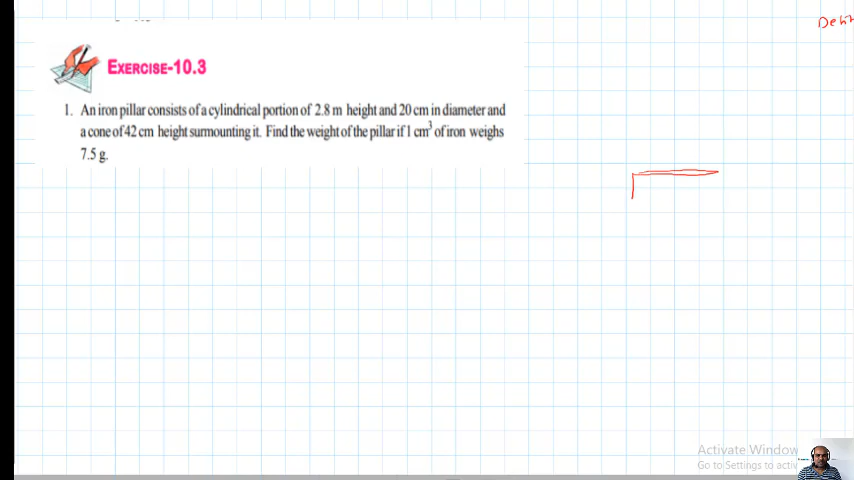 EXERCISE-10.3
1. An iron pillar consists of a cylindrical portion of 2.8 m height and 20 cm in diameter and
a cone of 42 cm height surmounting it. Find the weight of the pillar if 1 cm³ of iron weighs
7.5 g.
Activate Window
Go to Settings to activ